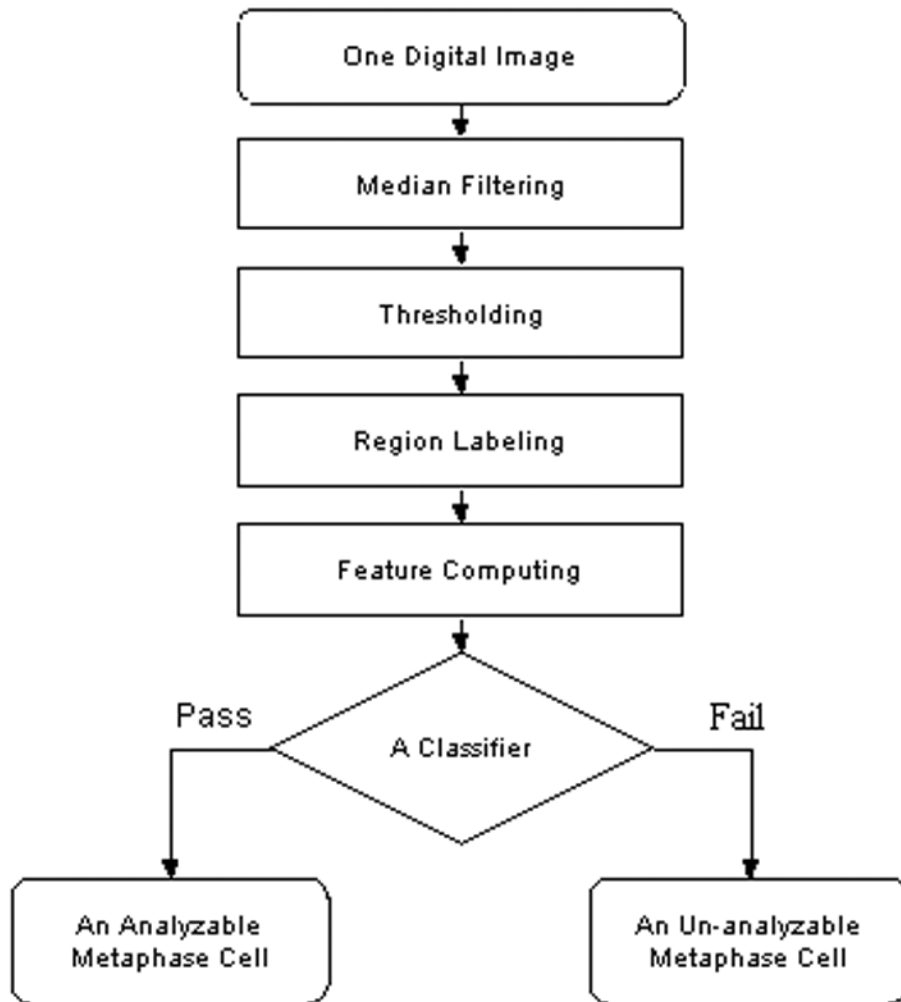 One Digital Image
Median Filtering
Thresholding
Region Labeling
Feature Computing
Pass
Fail
A Classifier
An Analyzable
Metaphase Cell
An Un-analyzable
Metaphase Cell